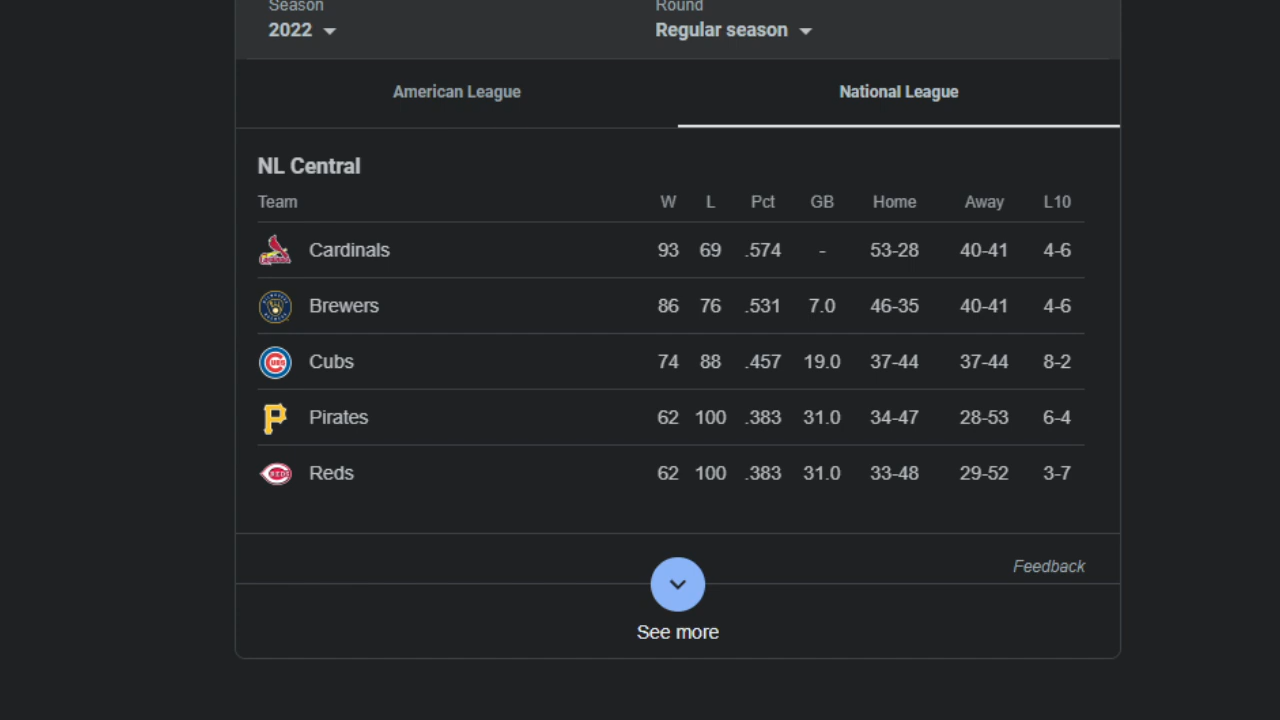 Season Round
2022 Regular season
American League National League
NL Central
Team W L Pct GB Home Away L10
Cardinals 93 69 .574 - 53-28 40-41 4-6
Brewers 86 76 .531 7.0 46-35 40-41 4-6
Cubs 74 88 .457 19.0 37-44 37-44 8-2
Pirates 62 100 .383 31.0 34-47 28-53 6-4
Reds 62 100 .383 31.0 33-48 29-52 3-7
Feedback
See more